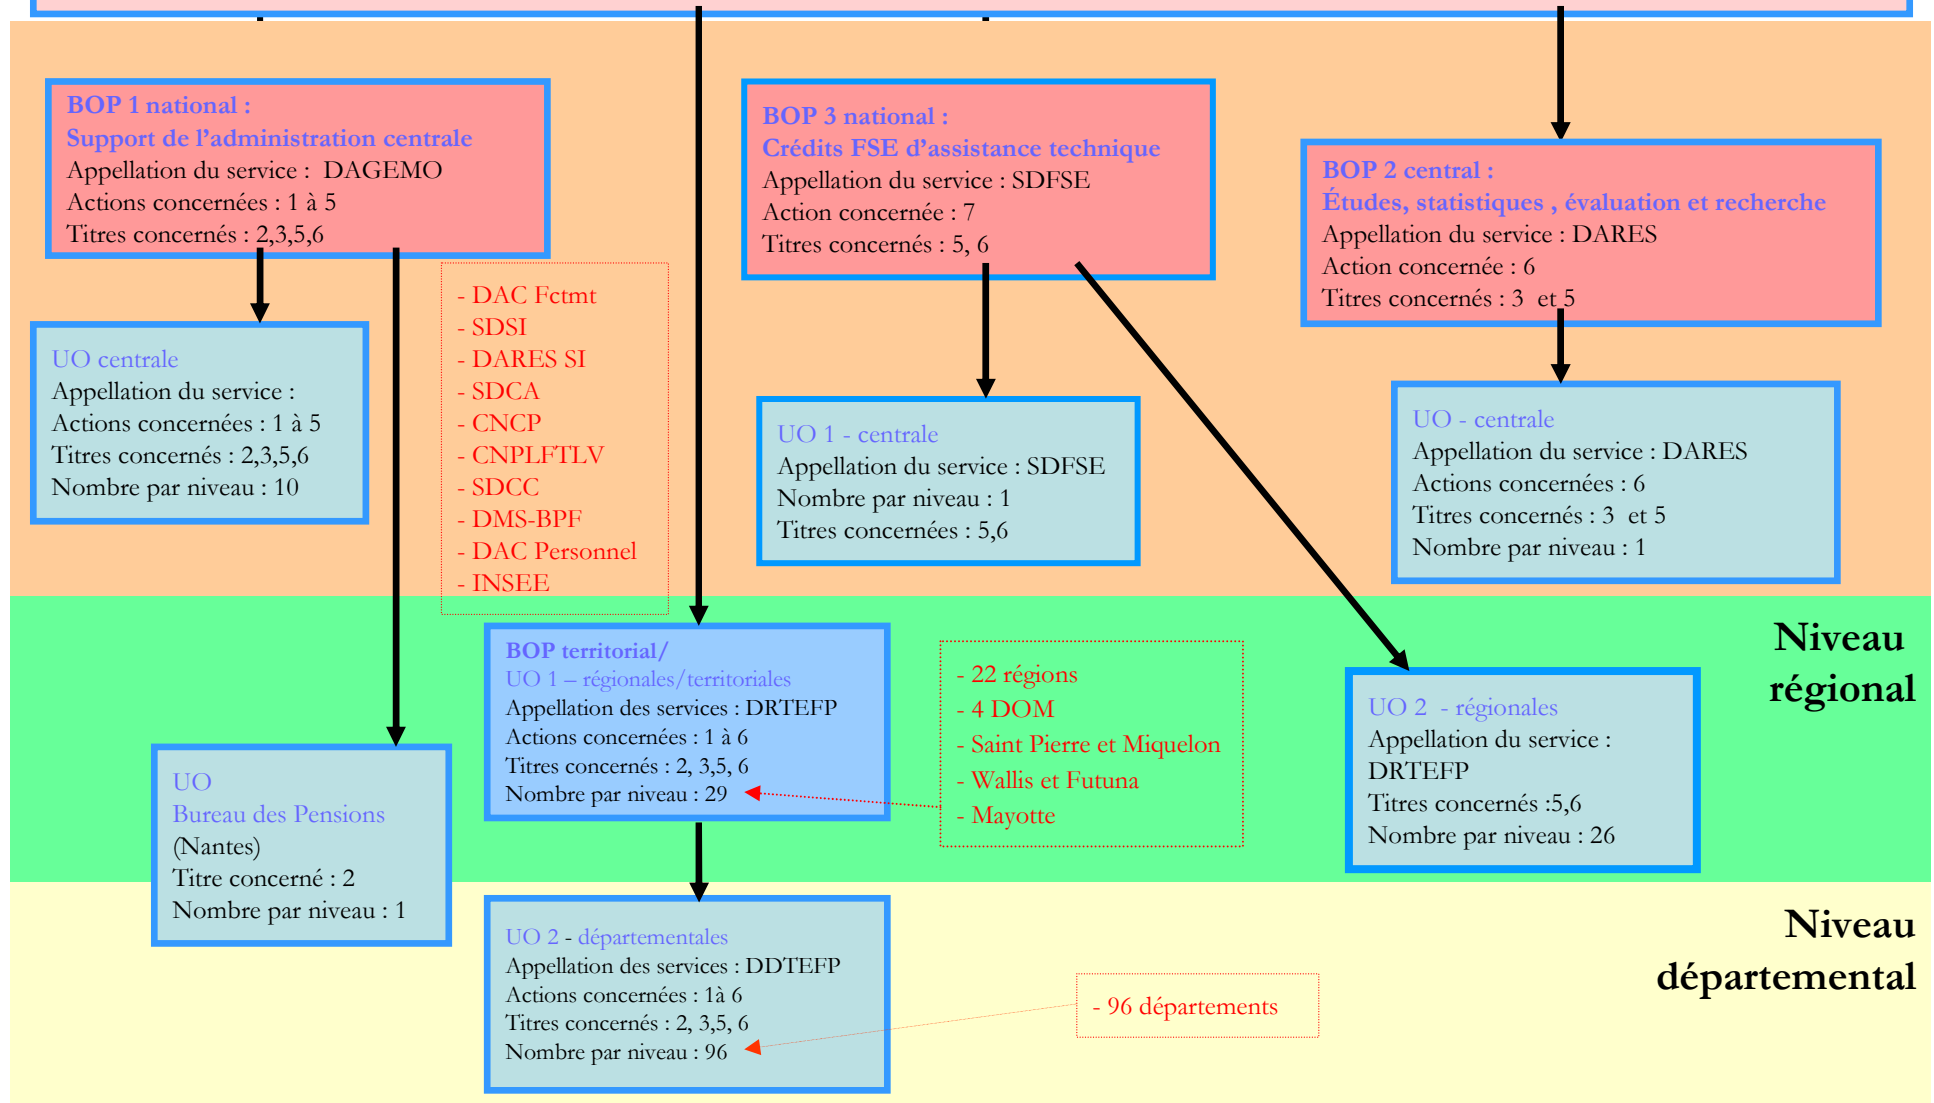 BOP 1 national :
Support de l’administration centrale
Appellation du service :  DAGEMO
Actions concernées : 1 à 5
Titres concernés : 2,3,5,6
BOP 3 national :
Crédits FSE d’assistance technique
Appellation du service : SDFSE
Action concernée : 7
Titres concernés : 5, 6
BOP 2 central :
Études, statistiques , évaluation et recherche
Appellation du service : DARES
Action concernée : 6
Titres concernés : 3  et 5
UO centrale
Appellation du service :
Actions concernées : 1 à 5
Titres concernés : 2,3,5,6
Nombre par niveau : 10
- DAC Fctmt
- SDSI
- DARES SI
- SDCA
- CNCP
- CNPLFTLV
- SDCC
- DMS-BPF
- DAC Personnel
- INSEE
UO 1 - centrale
Appellation du service : SDFSE
Nombre par niveau : 1
Titres concernées : 5,6
UO - centrale
Appellation du service : DARES
Actions concernées : 6
Titres concernés : 3  et 5
Nombre par niveau : 1
Niveau
régional
BOP territorial/
UO 1 – régionales/territoriales
Appellation des services : DRTEFP
Actions concernées : 1 à 6
Titres concernés : 2, 3,5, 6
Nombre par niveau : 29
- 22 régions
- 4 DOM
- Saint Pierre et Miquelon
- Wallis et Futuna
- Mayotte
UO 2  - régionales
Appellation du service :
DRTEFP
Titres concernés :5,6
Nombre par niveau : 26
UO
Bureau des Pensions
(Nantes)
Titre concerné : 2
Nombre par niveau : 1
Niveau
départemental
UO 2 - départementales
Appellation des services : DDTEFP
Actions concernées : 1à 6
Titres concernés : 2, 3,5, 6
Nombre par niveau : 96
- 96 départements